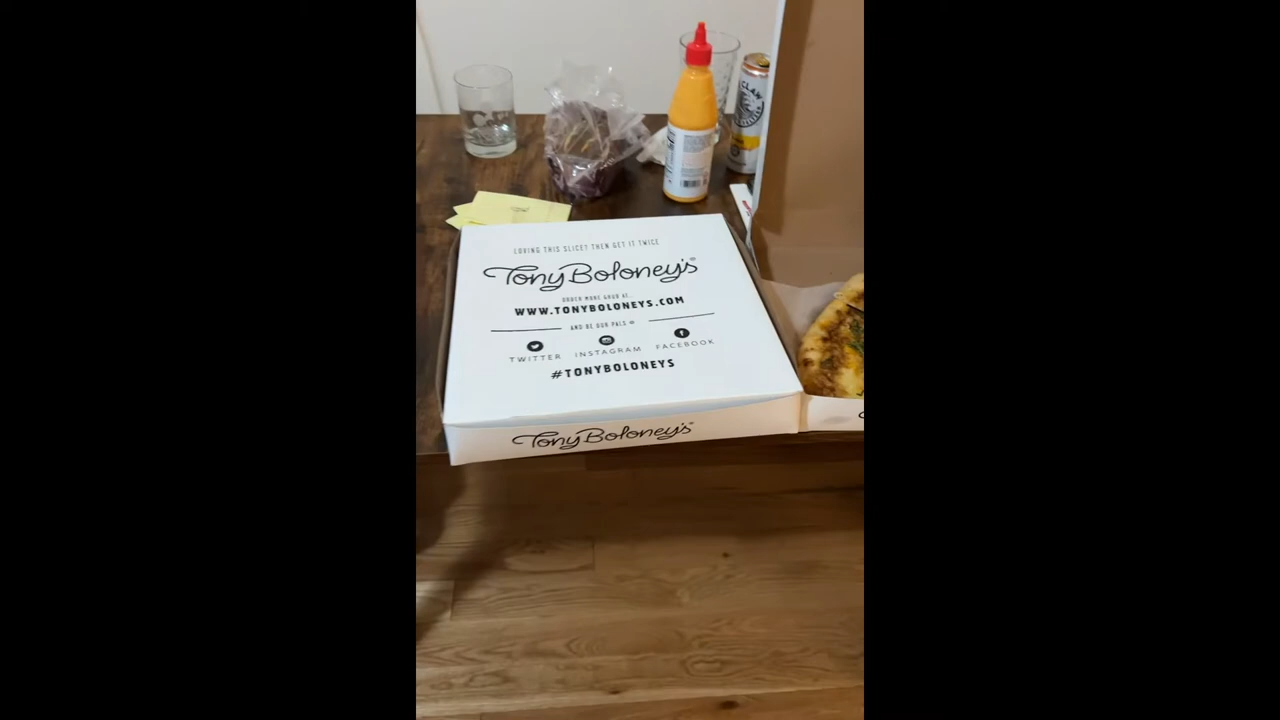 CLAW
LOVING THIS SLICE? THEN GET IT TWICE
Tony Boloney's®
ORDER MORE GRUB AT...
WWW.TONYBOLONEYS.COM
AND BE OUR PALS
TWITTER INSTAGRAM FACEBOOK
#TONYBOLONEYS
Tony Boloney's